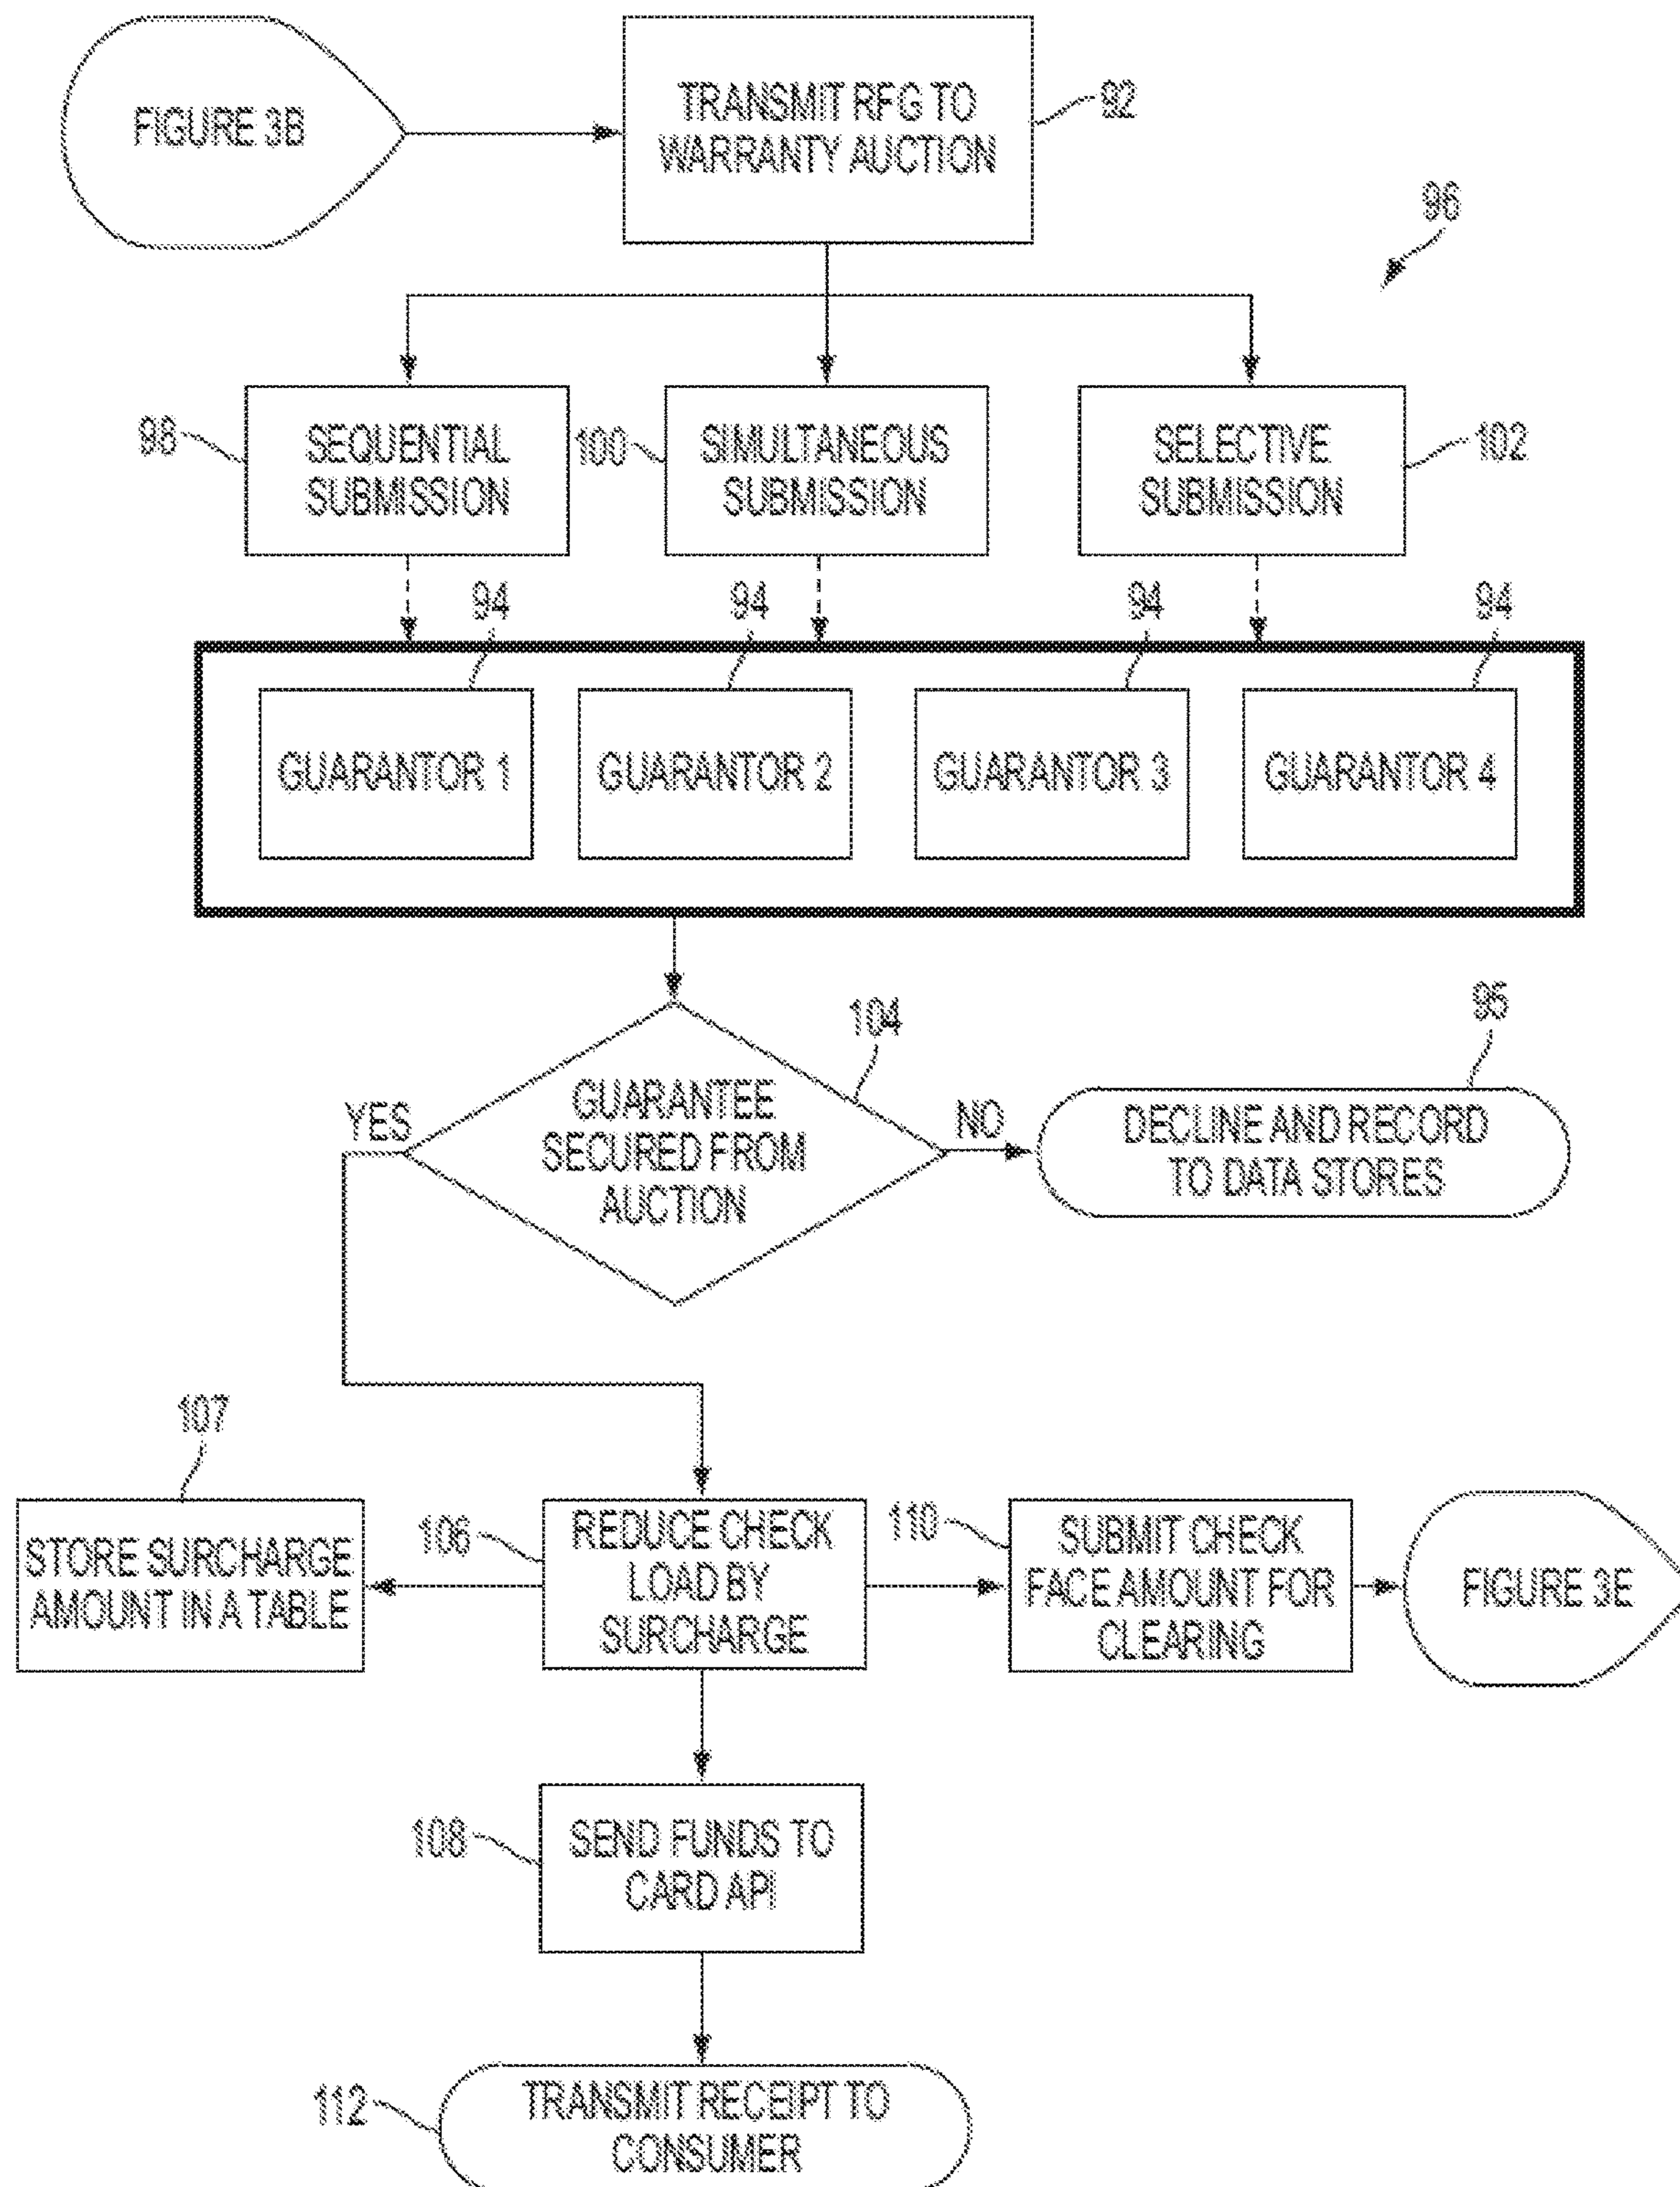 FIGURE 3B
TRANSMIT RFG TO
WARRANTY AUCTION
92
96
98
SEQUENTIAL
SUBMISSION
100
SIMULTANEOUS
SUBMISSION
SELECTIVE
SUBMISSION
102
94
94
94
94
GUARANTOR 1
GUARANTOR 2
GUARANTOR 3
GUARANTOR 4
104
95
YES
GUARANTEE
SECURED FROM
AUCTION
NO
DECLINE AND RECORD
TO DATA STORES
107
STORE SURCHARGE
AMOUNT IN A TABLE
106
REDUCE CHECK
LOAD BY
SURCHARGE
110
SUBMIT CHECK
FACE AMOUNT FOR
CLEARING
FIGURE 3E
108
SEND FUNDS TO
CARD API
112
TRANSMIT RECEIPT TO
CONSUMER